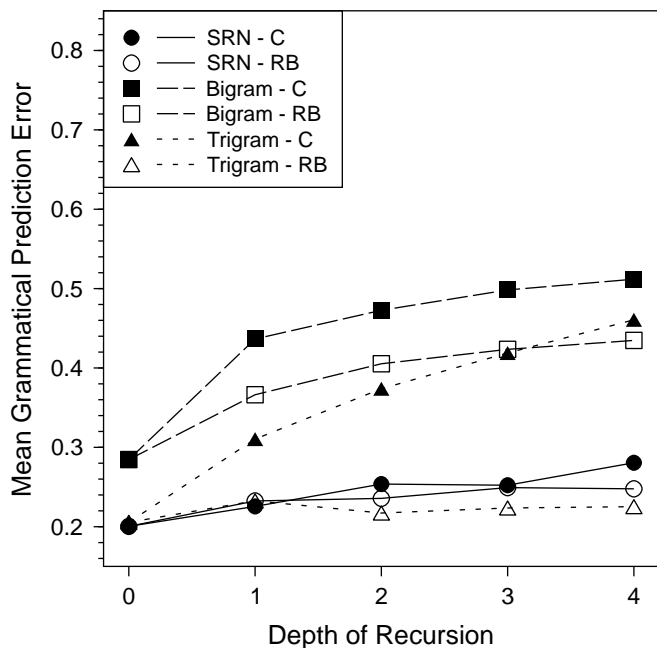 SRN - C
SRN - RB
Bigram - C
Bigram - RB
Trigram - C
Trigram - RB
Mean Grammatical Prediction Error
0.8
0.7
0.6
0.5
0.4
0.3
0.2
0 1 2 3 4
Depth of Recursion